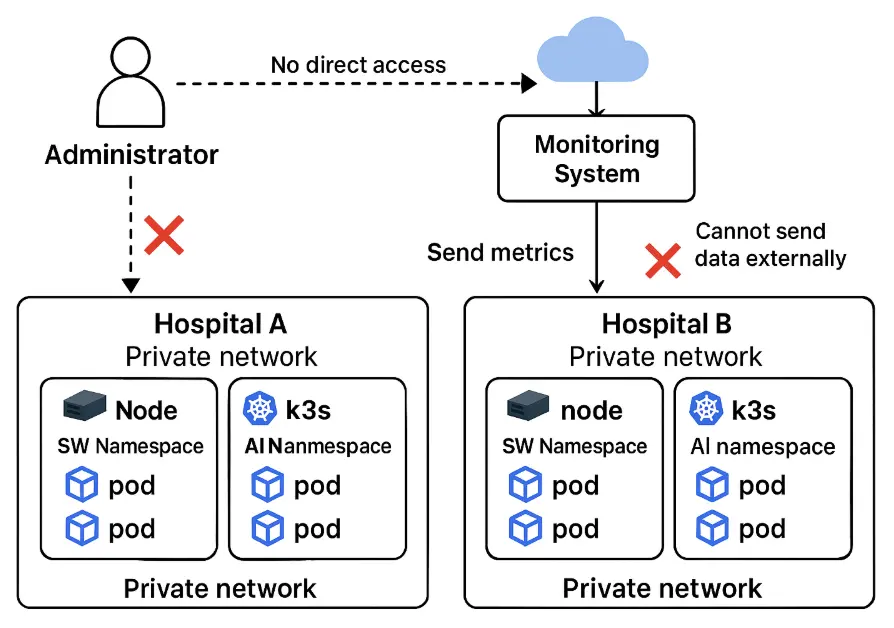 No direct access
Administrator
Monitoring
System
Send metrics
Cannot send
data externally
Hospital A
Private network
Node
SW Namespace
pod
pod
k3s
AI Nanmespace
pod
pod
Private network
Hospital B
Private network
node
SW Namespace
pod
pod
k3s
AI namespace
pod
pod
Private network